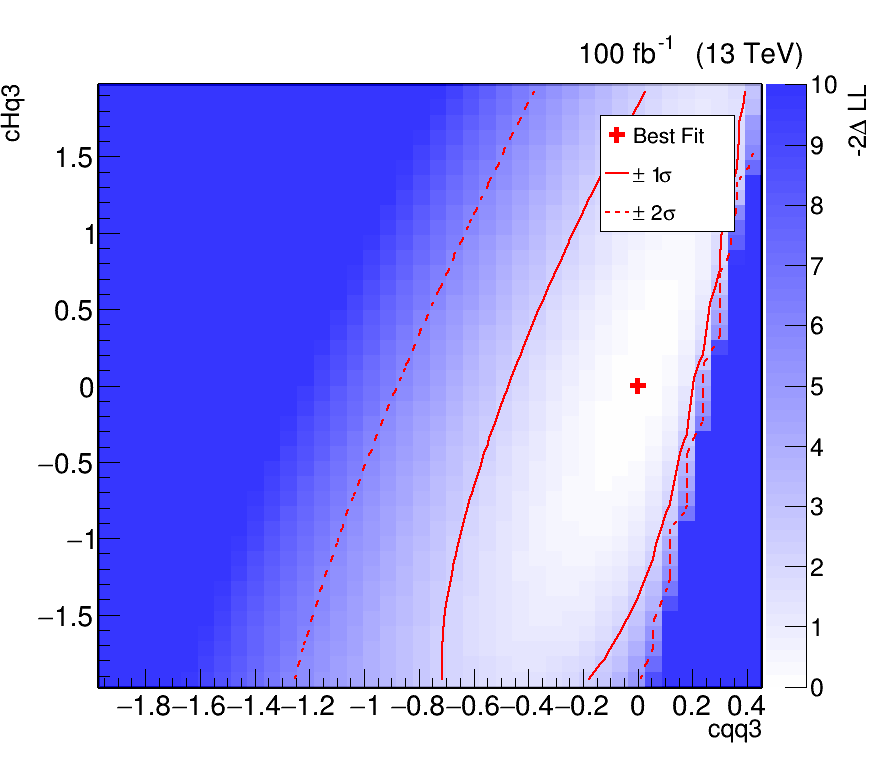 100 fb⁻¹ (13 TeV)
cHq3
-2Δ LL
Best Fit
± 1σ
± 2σ
1.5
1
0.5
0
−0.5
−1
−1.5
10
9
8
7
6
5
4
3
2
1
0
−1.8 −1.6 −1.4 −1.2 −1 −0.8 −0.6 −0.4 −0.2 0 0.2 0.4
cqq3